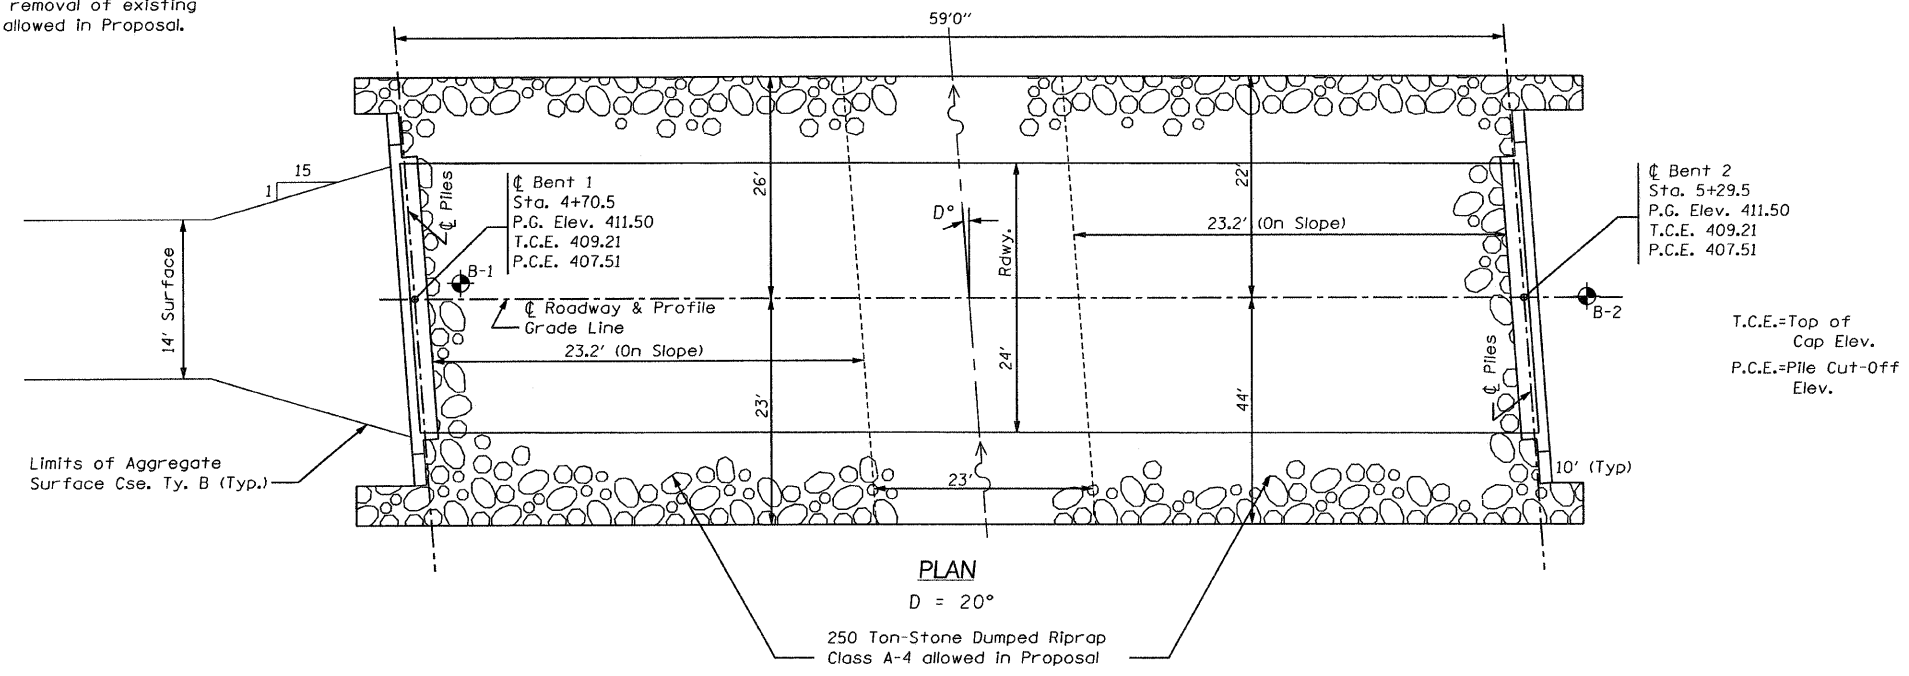 removal of existing
allowed in Proposal.
59'0"
15
1
℄ Piles
℄ Bent 1
Sta. 4+70.5
P.G. Elev. 411.50
T.C.E. 409.21
P.C.E. 407.51
26'
D°
Rdwy.
22'
23.2' (On Slope)
℄ Bent 2
Sta. 5+29.5
P.G. Elev. 411.50
T.C.E. 409.21
P.C.E. 407.51
14' Surface
B-1
℄ Roadway & Profile
Grade Line
23.2' (On Slope)
24'
23'
44'
℄ Piles
B-2
T.C.E.=Top of
Cap Elev.
P.C.E.=Pile Cut-Off
Elev.
Limits of Aggregate
Surface Cse. Ty. B (Typ.)
23'
10' (Typ)
PLAN
D = 20°
250 Ton-Stone Dumped Riprap
Class A-4 allowed in Proposal